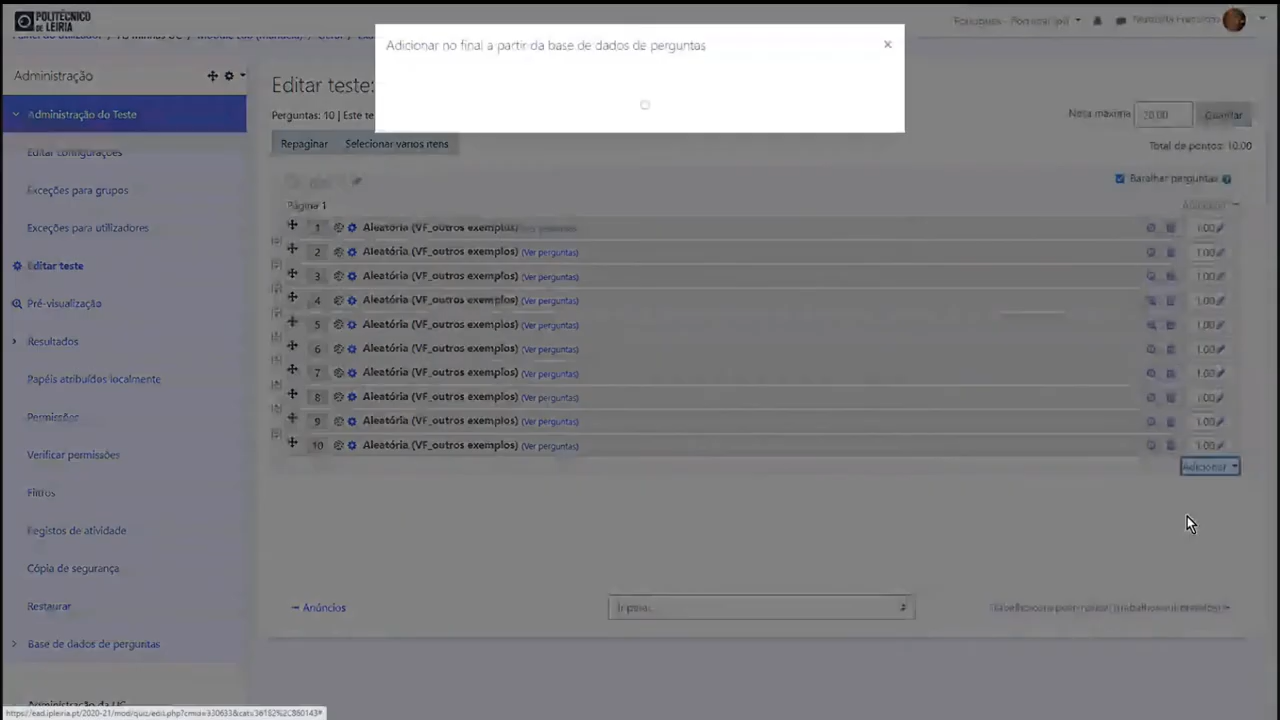 POLITÉCNICO
DE LEIRIA
Adicionar no final a partir da base de dados de perguntas
×
Administração
Editar teste:
Administração do Teste
Perguntas: 10 | Este te
Nota máxima
Guardar
Repaginar
Selecionar vários itens
Total de pontos: 10.00
Editar configurações
Baralhar perguntas
Exceções para grupos
Página 1
1 Aleatória (VF_outros exemplos) 1.00
Exceções para utilizadores
2 Aleatória (VF_outros exemplos) (Ver perguntas) 1.00
Editar teste
3 Aleatória (VF_outros exemplos) (Ver perguntas) 1.00
Pré-visualização
4 Aleatória (VF_outros exemplos) (Ver perguntas) 1.00
5 Aleatória (VF_outros exemplos) (Ver perguntas) 1.00
Resultados
6 Aleatória (VF_outros exemplos) (Ver perguntas) 1.00
7 Aleatória (VF_outros exemplos) (Ver perguntas) 1.00
Papéis atribuídos localmente
8 Aleatória (VF_outros exemplos) (Ver perguntas) 1.00
Permissões
9 Aleatória (VF_outros exemplos) (Ver perguntas) 1.00
10 Aleatória (VF_outros exemplos) (Ver perguntas) 1.00
Verificar permissões
Adicionar
Filtros
Registos de atividade
Cópia de segurança
Restaurar
Anúncios
Base de dados de perguntas
Administração da UC